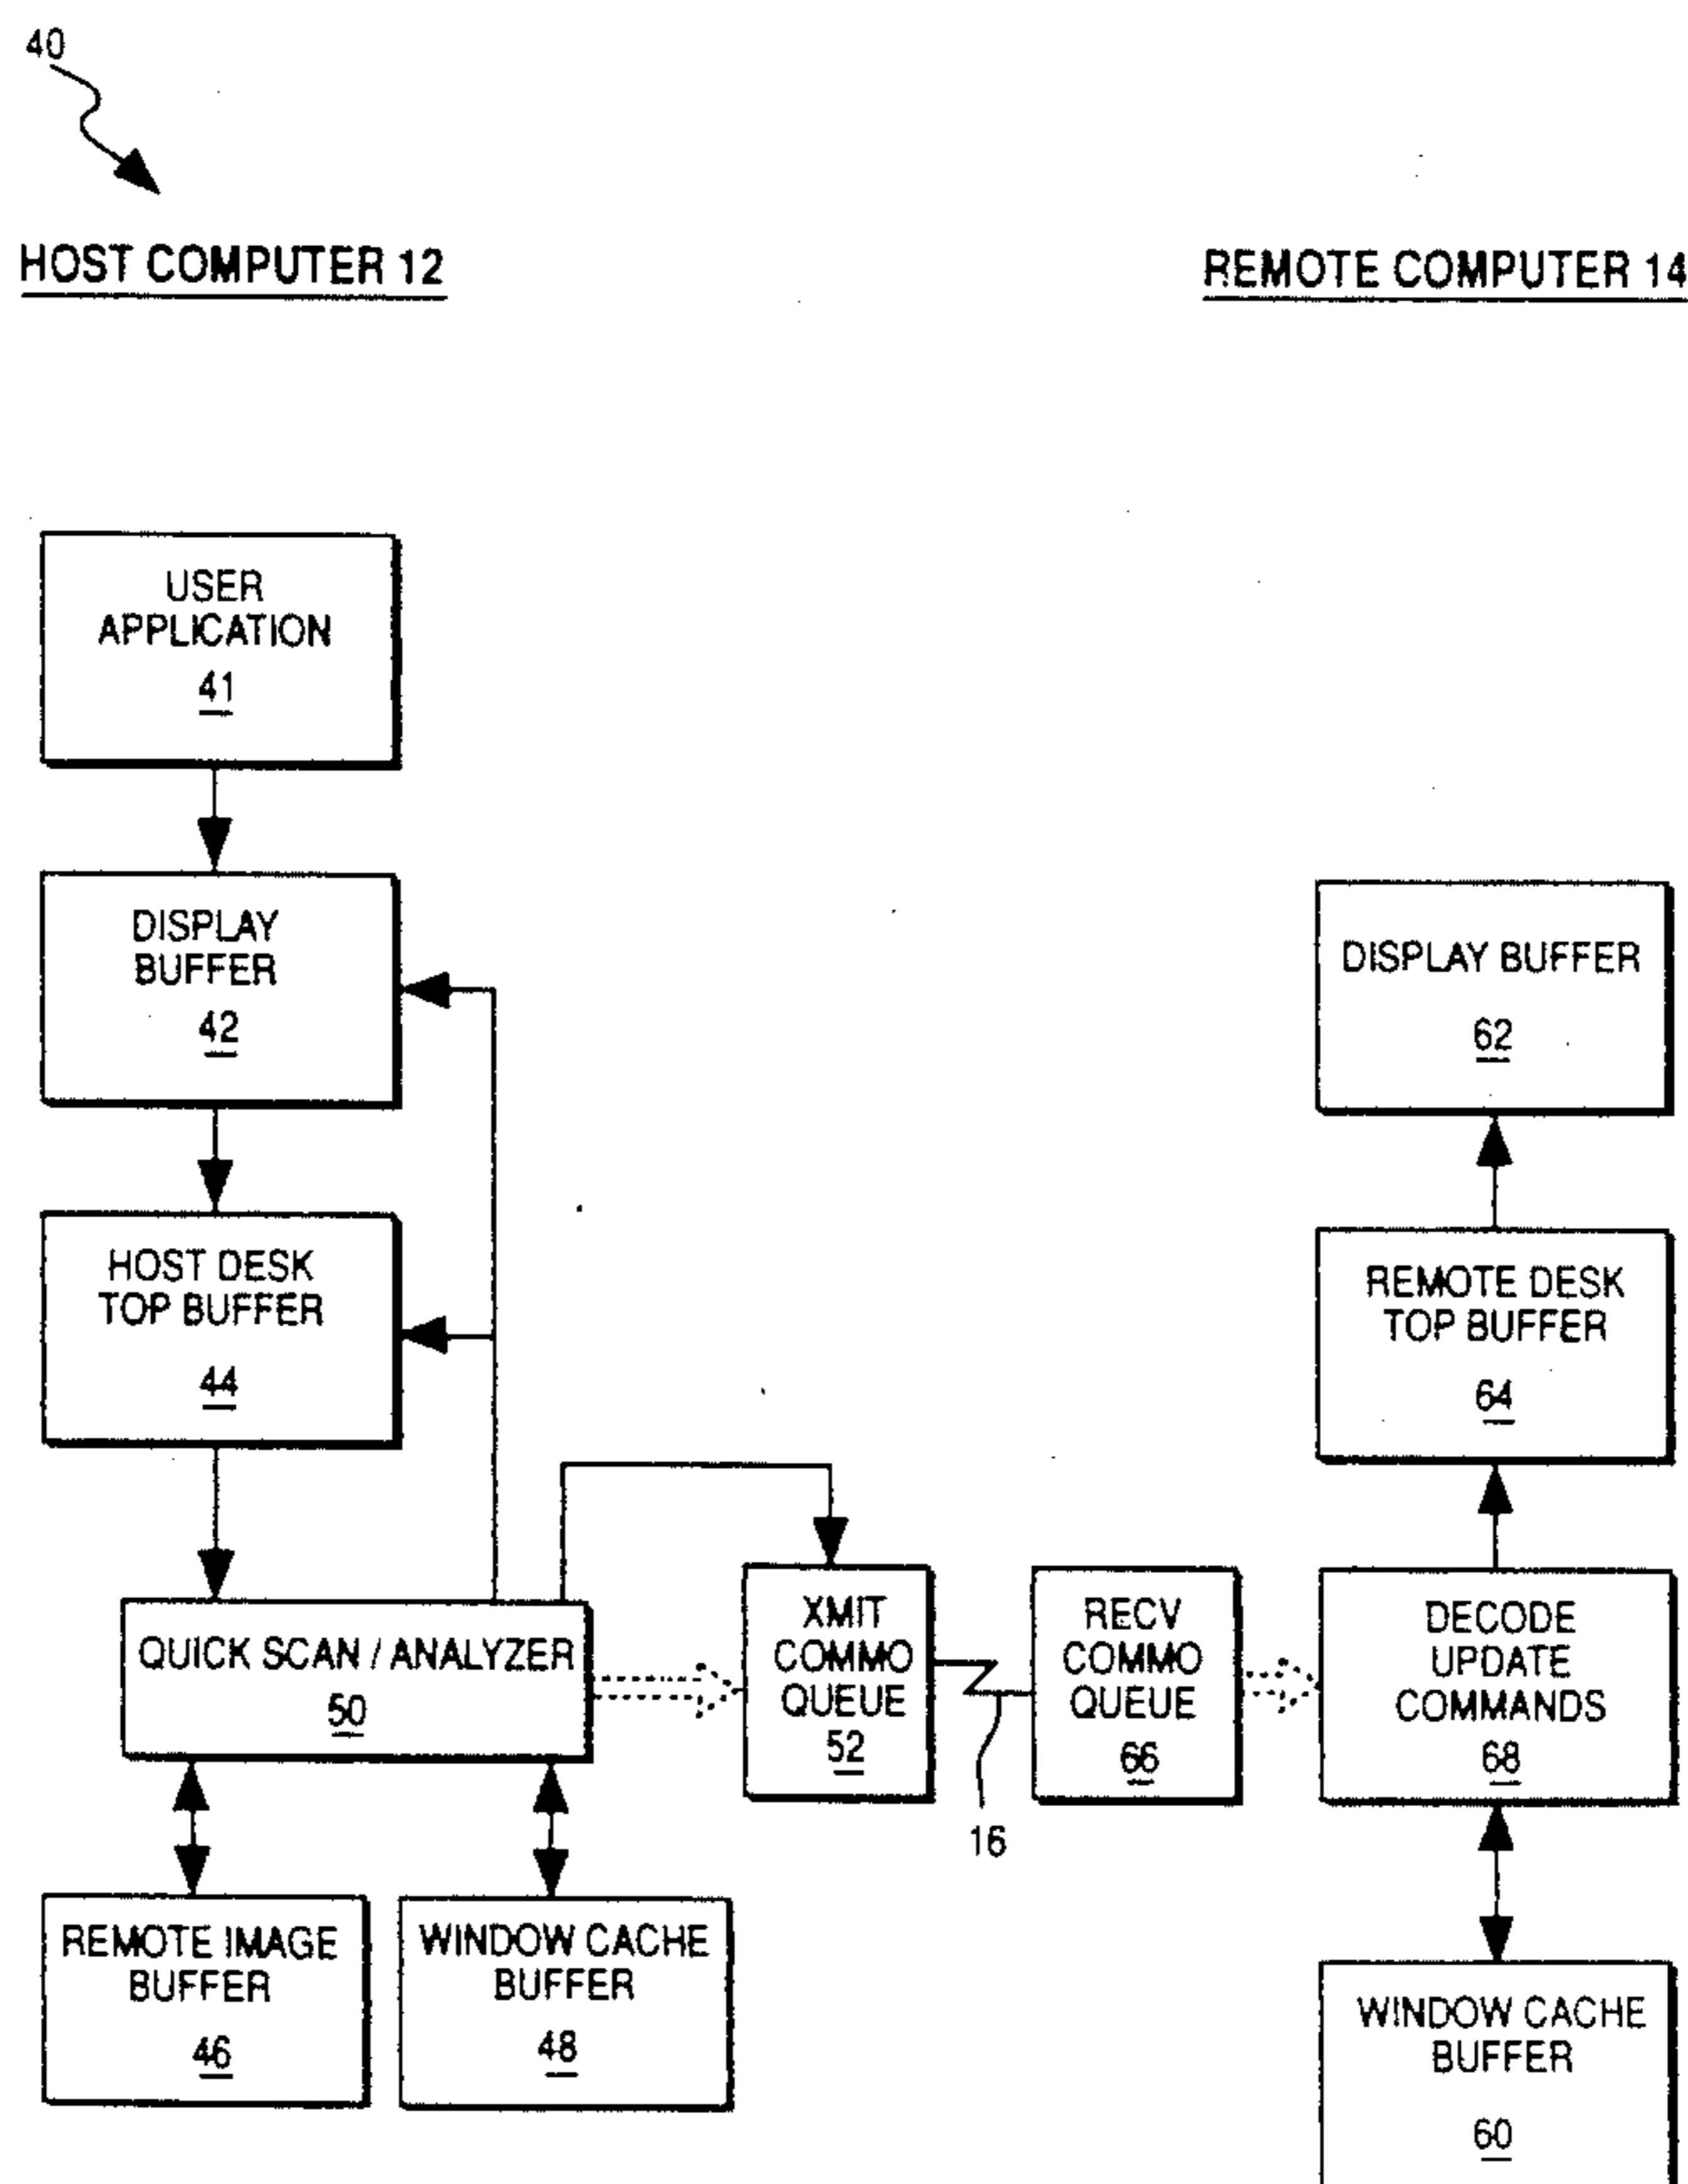 40
HOST COMPUTER 12
REMOTE COMPUTER 14
USER
APPLICATION
41
DISPLAY
BUFFER
42
DISPLAY BUFFER
62
HOST DESK
TOP BUFFER
44
REMOTE DESK
TOP BUFFER
64
QUICK SCAN / ANALYZER
50
XMIT
COMMO
QUEUE
52
RECV
COMMO
QUEUE
66
DECODE
UPDATE
COMMANDS
68
16
REMOTE IMAGE
BUFFER
46
WINDOW CACHE
BUFFER
48
WINDOW CACHE
BUFFER
60